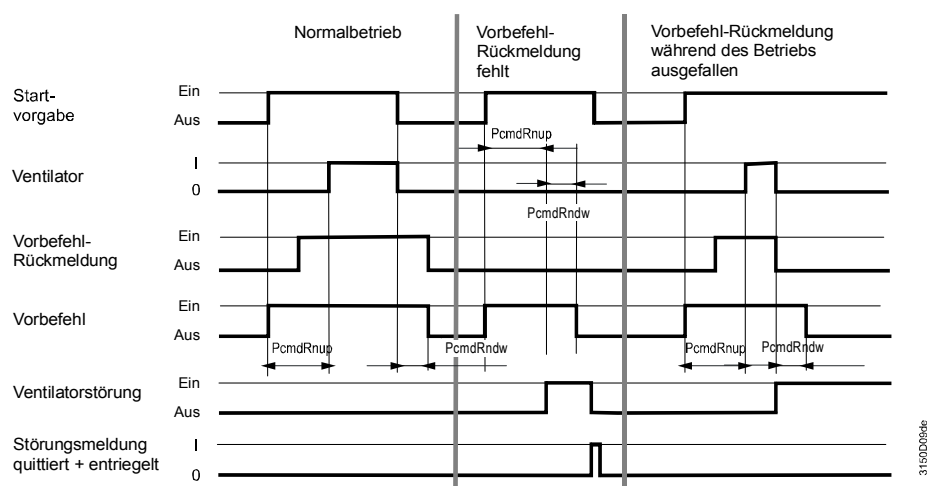 Normalbetrieb
Vorbefehl-
Rückmeldung
fehlt
Vorbefehl-Rückmeldung
während des Betriebs
ausgefallen
Start-
vorgabe
Ein
Aus
PcmdRnup
Ventilator
I
0
PcmdRndw
Vorbefehl-
Rückmeldung
Ein
Aus
Vorbefehl
Ein
Aus
PcmdRnup
PcmdRndw
PcmdRnup
PcmdRndw
Ventilatorstörung
Ein
Aus
Störungsmeldung
quittiert + entriegelt
I
0
3150D09de